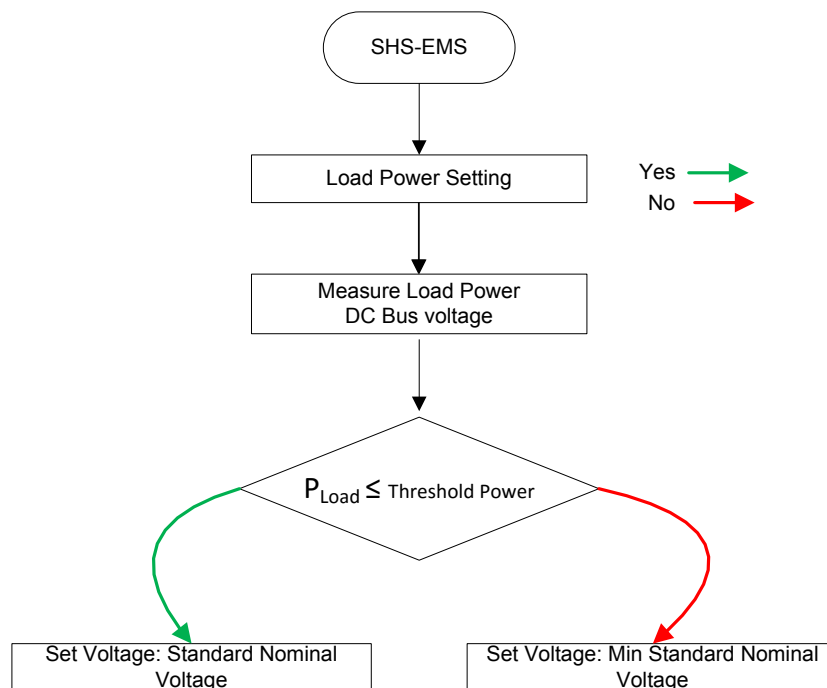 SHS-EMS
Load Power Setting
Yes
No
Measure Load Power
DC Bus voltage
PLoad ≤ Threshold Power
Set Voltage: Standard Nominal
Voltage
Set Voltage: Min Standard Nominal
Voltage